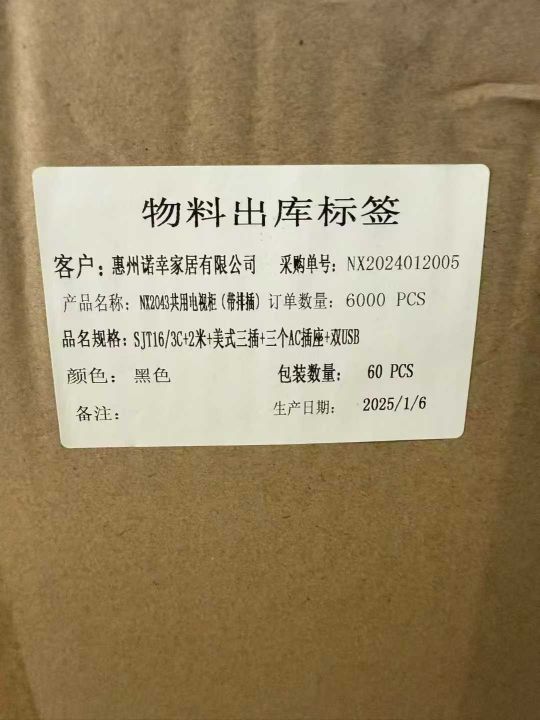 物料出库标签
客户：惠州诺幸家居有限公司 采购单号：NX2024012005
产品名称：NX2043共用电视柜（带排插）订单数量：6000 PCS
品名规格：SJT16/3C+2米+美式三插+三个AC插座+双USB
颜色：黑色 包装数量：60 PCS
备注： 生产日期：2025/1/6